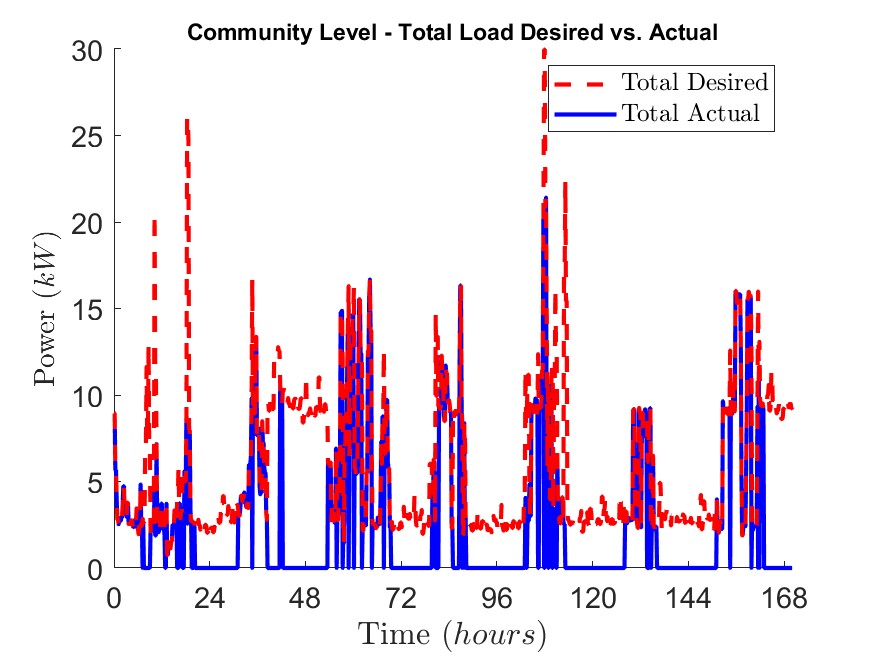 Community Level - Total Load Desired vs. Actual
30
25
20
15
10
5
0
Power (kW)
Total Desired
Total Actual
0 24 48 72 96 120 144 168
Time (hours)